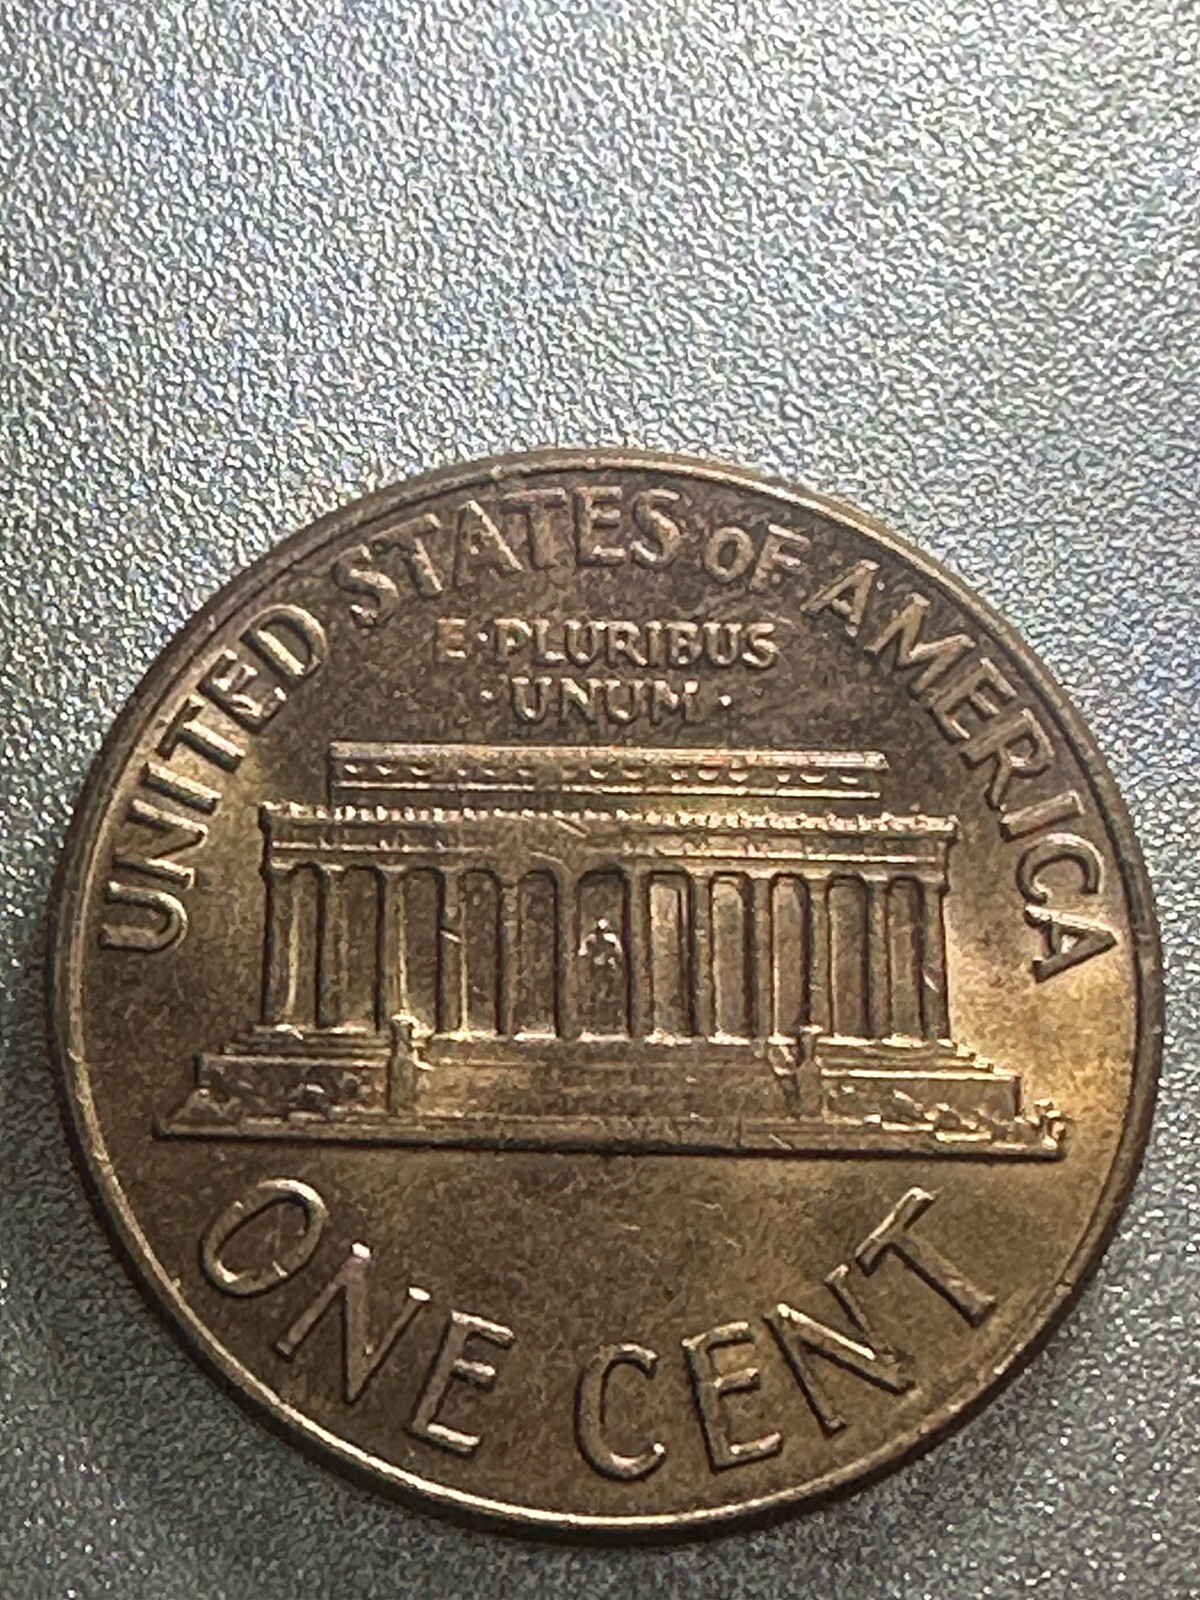 UNITED STATES OF AMERICA
E·PLURIBUS
·UNUM·
ONE CENT